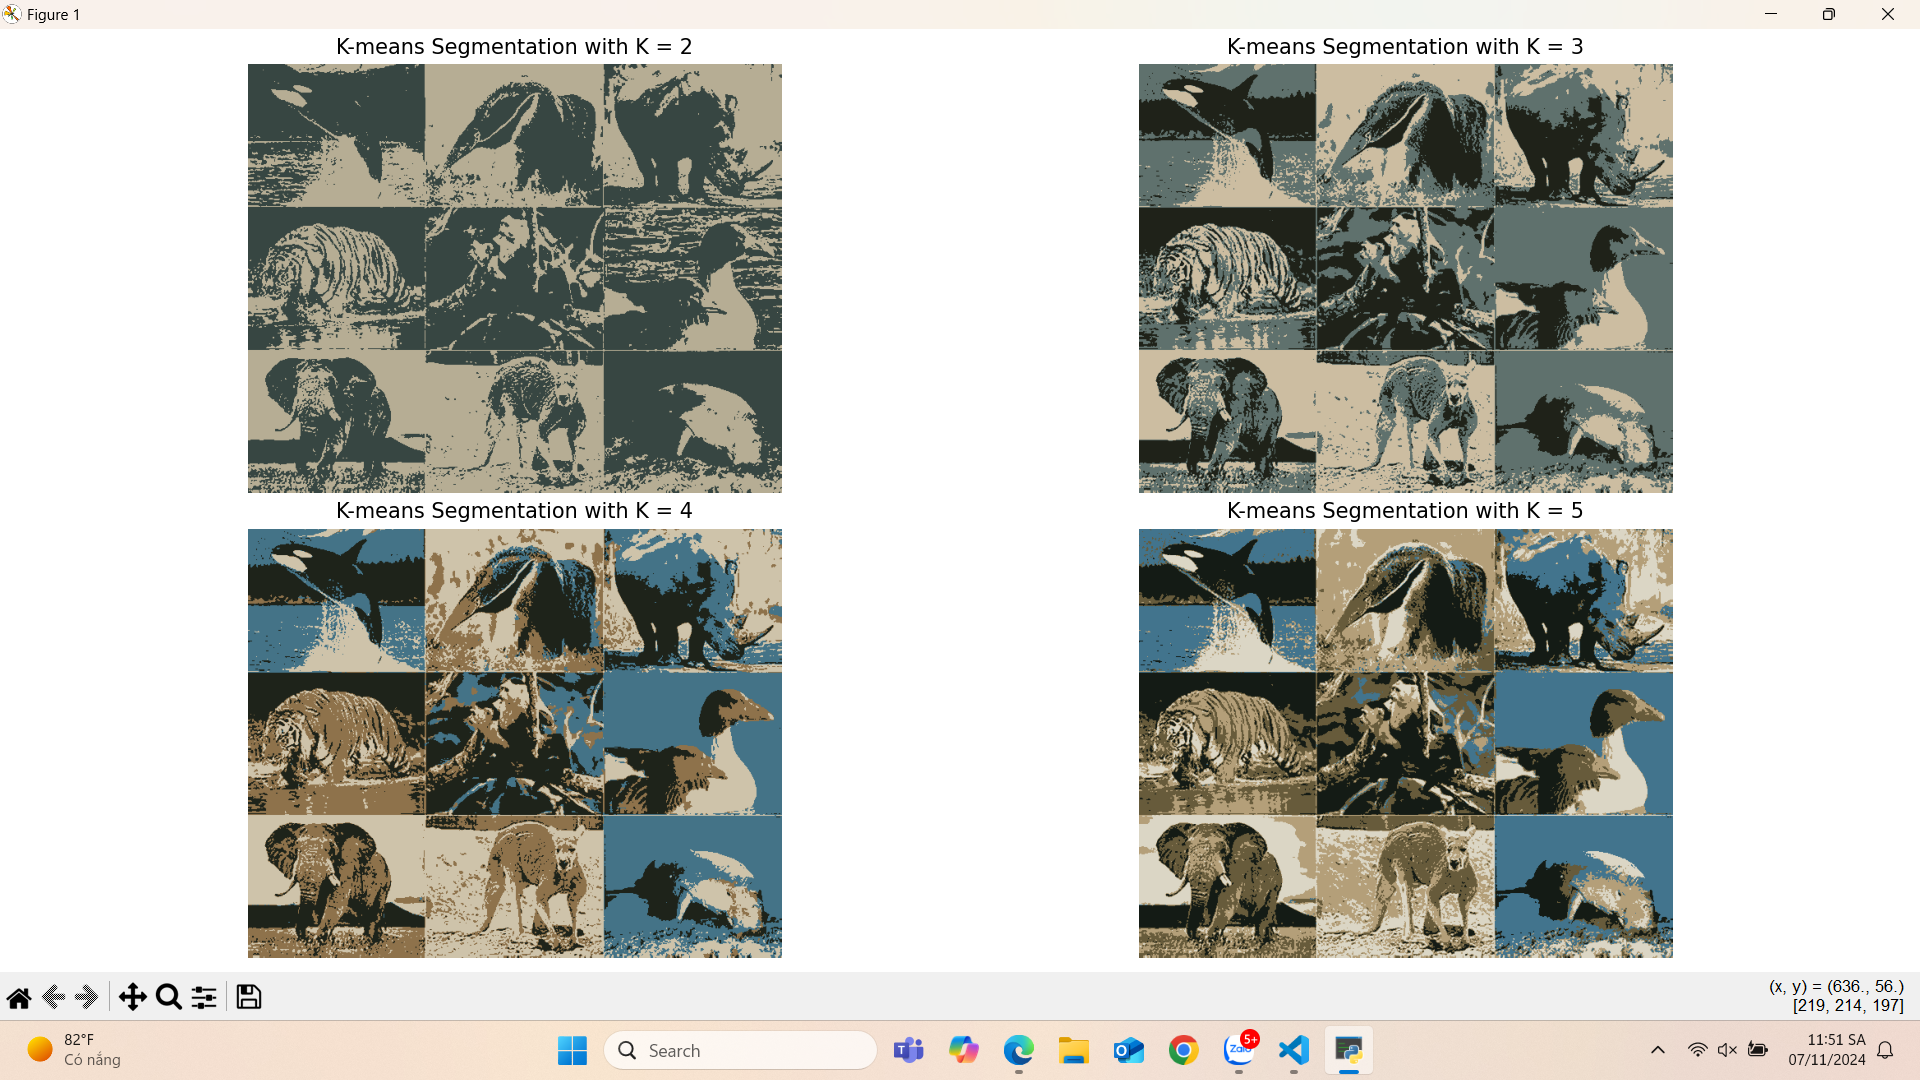 Figure 1
K-means Segmentation with K = 2
K-means Segmentation with K = 3
K-means Segmentation with K = 4
K-means Segmentation with K = 5
(x, y) = (636., 56.)
[219, 214, 197]
82°F
Có nắng
Search
Zalo
5+
11:51 SA
07/11/2024